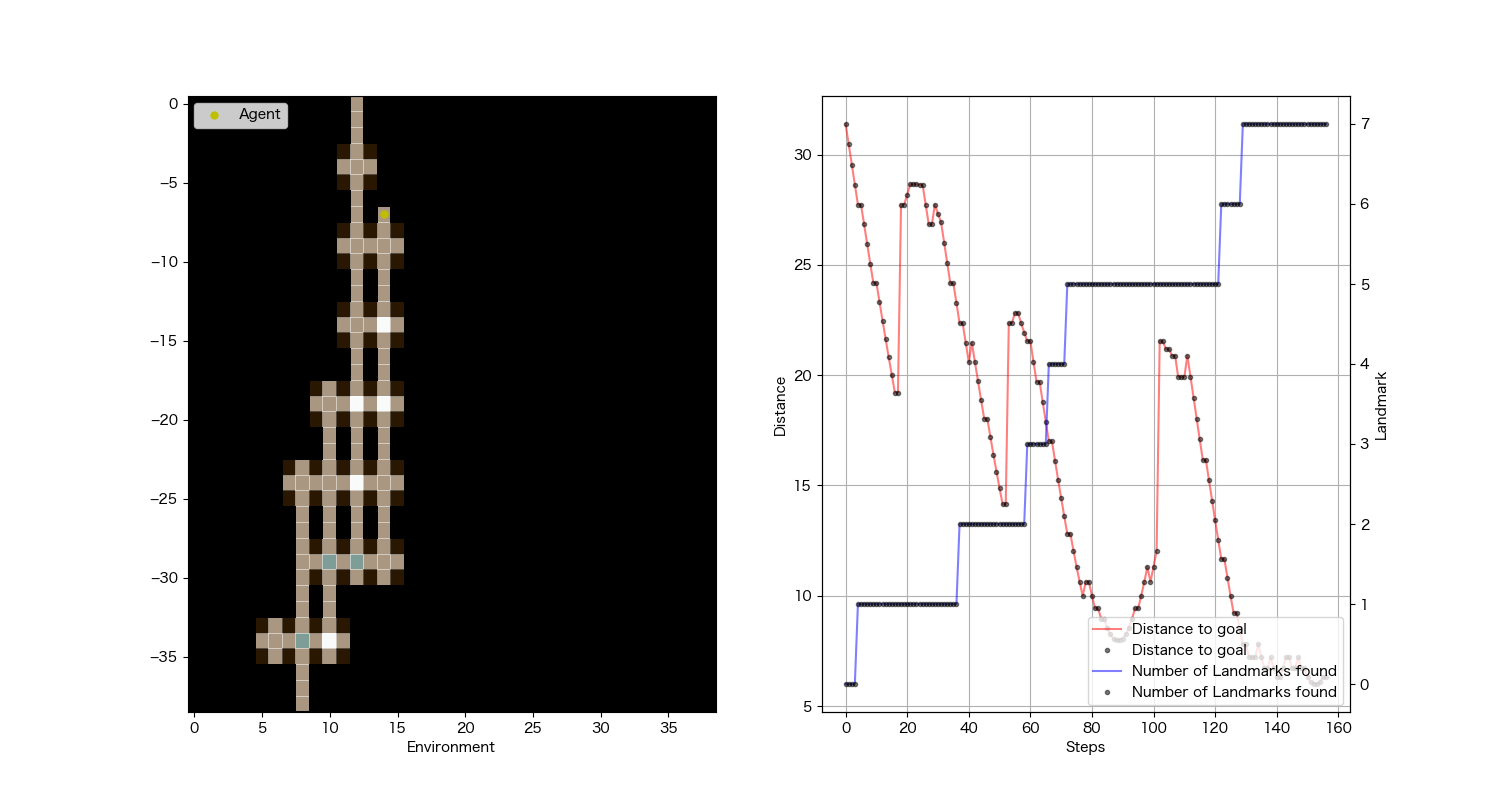 Agent
0
−5
−10
−15
−20
−25
−30
−35
0 5 10 15 20 25 30 35
Environment
30
25
20
15
10
5
Distance
0 20 40 60 80 100 120 140 160
Steps
7
6
5
4
3
2
1
0
Landmark
Distance to goal
Distance to goal
Number of Landmarks found
Number of Landmarks found